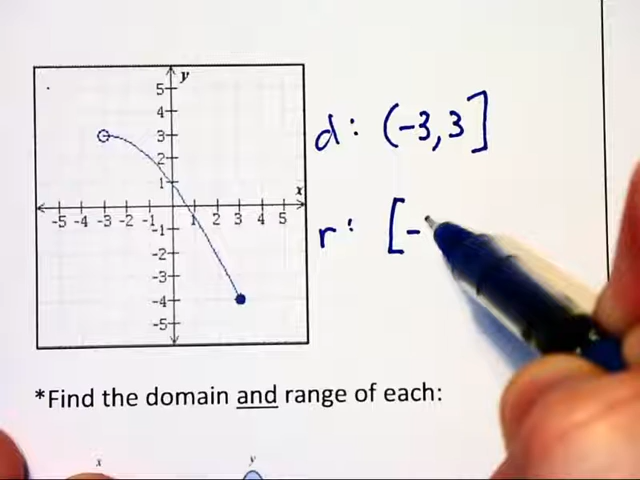 y
5
4
3
2
1
x
-5 -4 -3 -2 -1 1 2 3 4 5
-1
-2
-3
-4
-5
d: (-3,3]
r: [-
*Find the domain and range of each:
x y